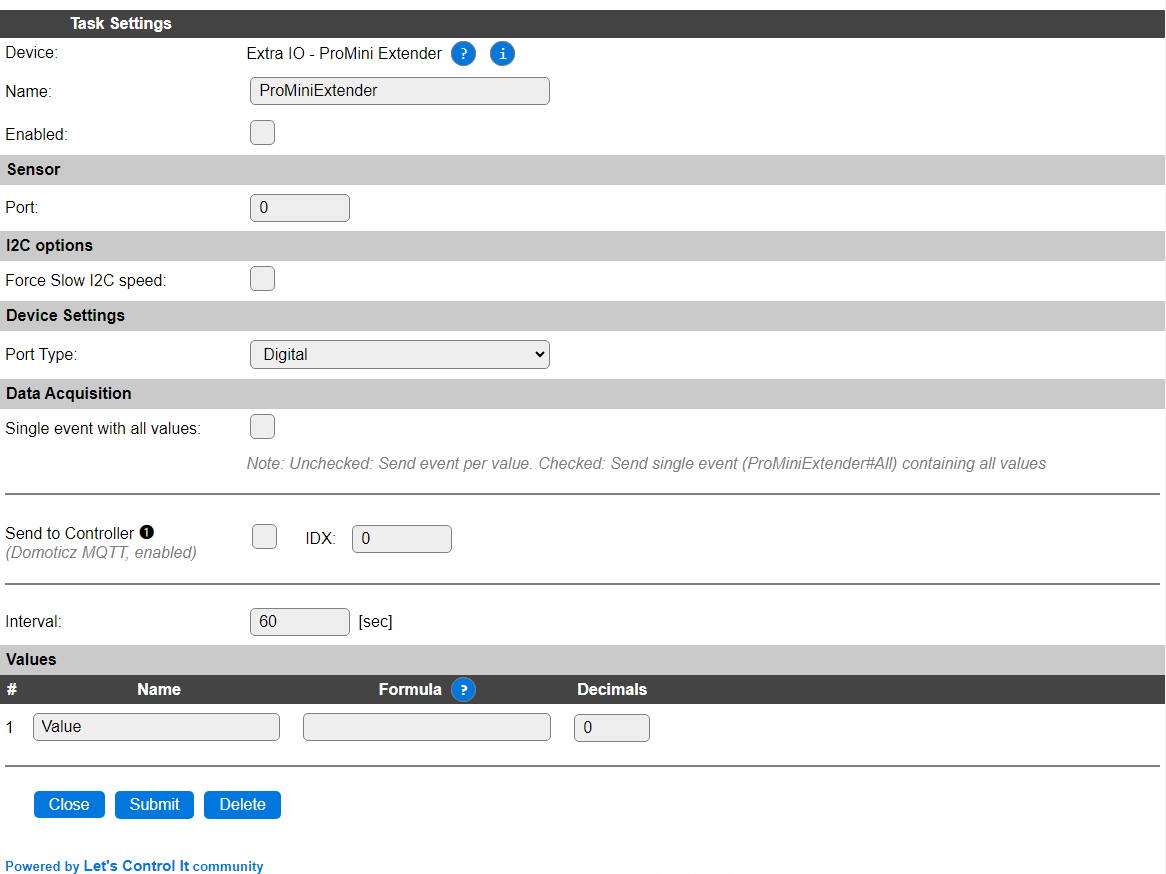 Task Settings
Device: Extra IO - ProMini Extender ? i
Name: ProMiniExtender
Enabled:
Sensor
Port: 0
I2C options
Force Slow I2C speed:
Device Settings
Port Type: Digital
Data Acquisition
Single event with all values:
Note: Unchecked: Send event per value. Checked: Send single event (ProMiniExtender#All) containing all values
Send to Controller ❶ IDX: 0
(Domoticz MQTT, enabled)
Interval: 60 [sec]
Values
# Name Formula ? Decimals
1 Value 0
Close Submit Delete
Powered by Let's Control It community